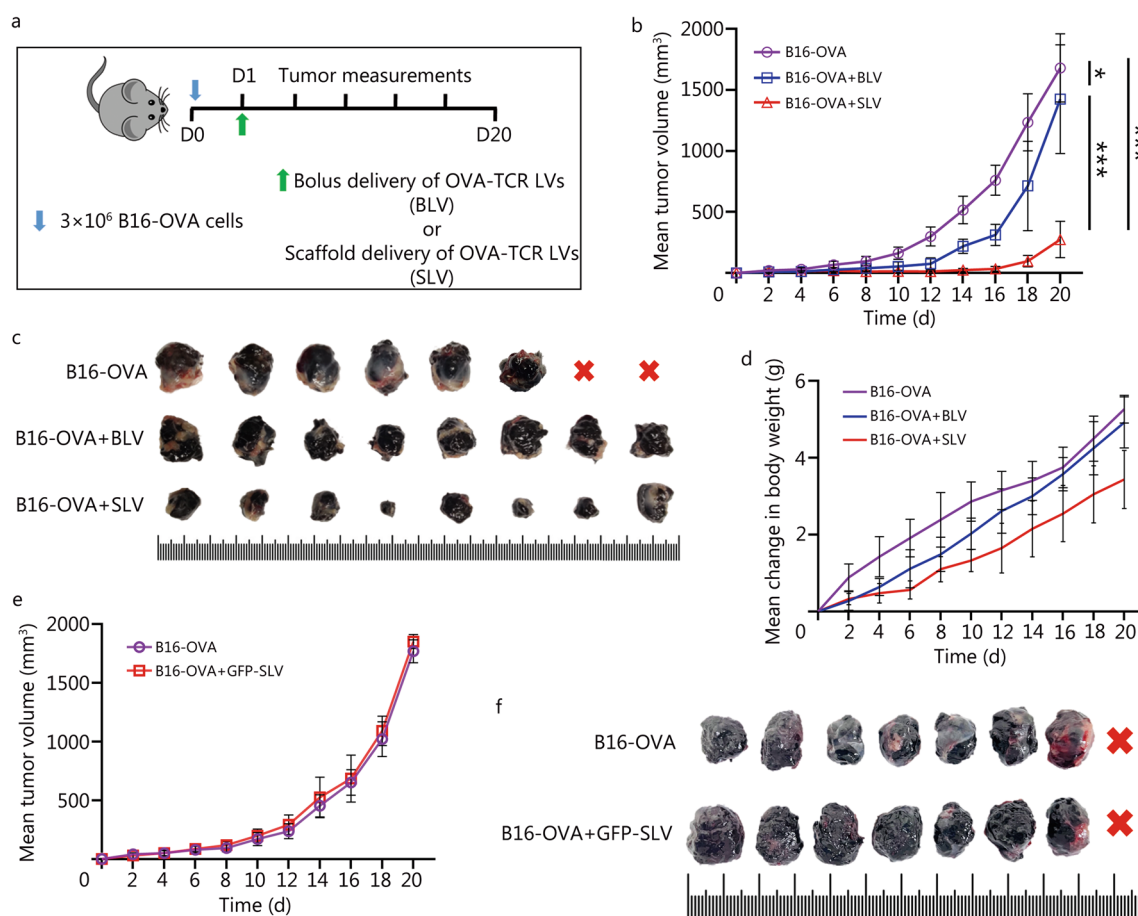 a
D1 Tumor measurements
D0
D20
Bolus delivery of OVA-TCR LVs
(BLV)
or
Scaffold delivery of OVA-TCR LVs
(SLV)
3×10⁶ B16-OVA cells
b
Mean tumor volume (mm³)
2000
1500
1000
500
0 2 4 6 8 10 12 14 16 18 20
Time (d)
B16-OVA
B16-OVA+BLV
B16-OVA+SLV
*
***
***
c
B16-OVA
B16-OVA+BLV
B16-OVA+SLV
d
Mean change in body weight (g)
6
4
2
0 2 4 6 8 10 12 14 16 18 20
Time (d)
B16-OVA
B16-OVA+BLV
B16-OVA+SLV
e
Mean tumor volume (mm³)
2000
1500
1000
500
0 2 4 6 8 10 12 14 16 18 20
Time (d)
B16-OVA
B16-OVA+GFP-SLV
f
B16-OVA
B16-OVA+GFP-SLV